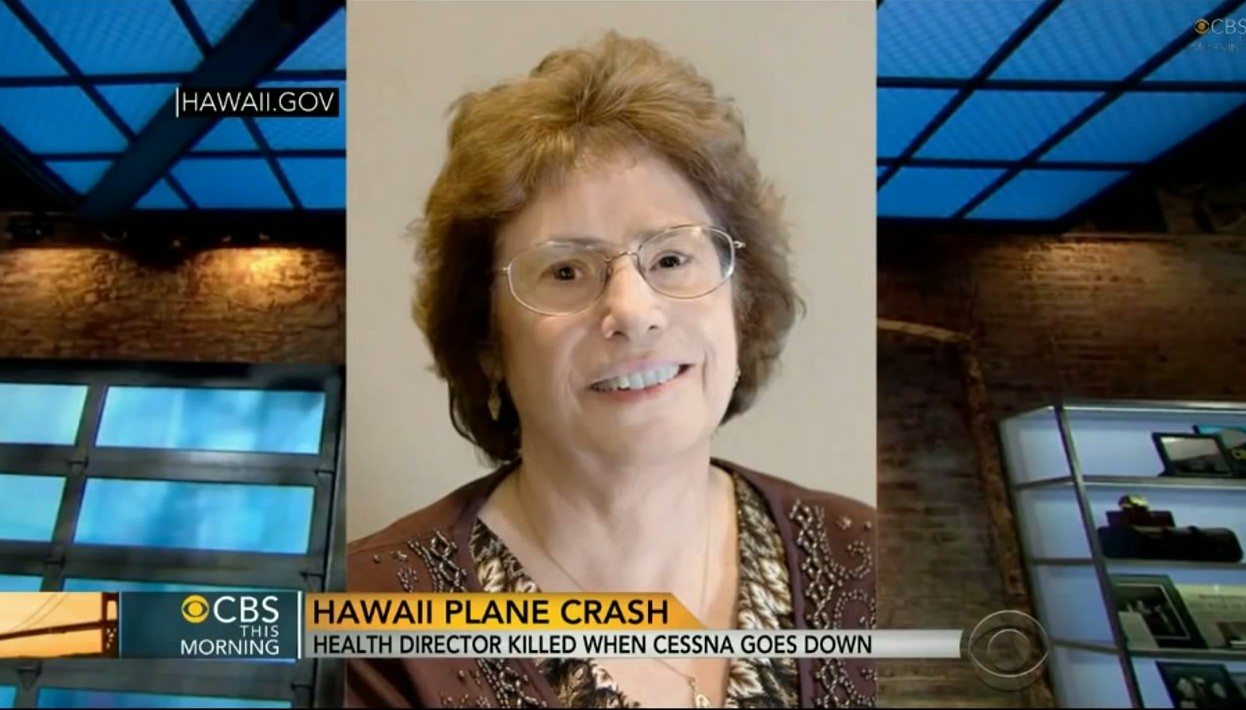 CBS
HAWAII.GOV
CBS
THIS
MORNING
HAWAII PLANE CRASH
HEALTH DIRECTOR KILLED WHEN CESSNA GOES DOWN